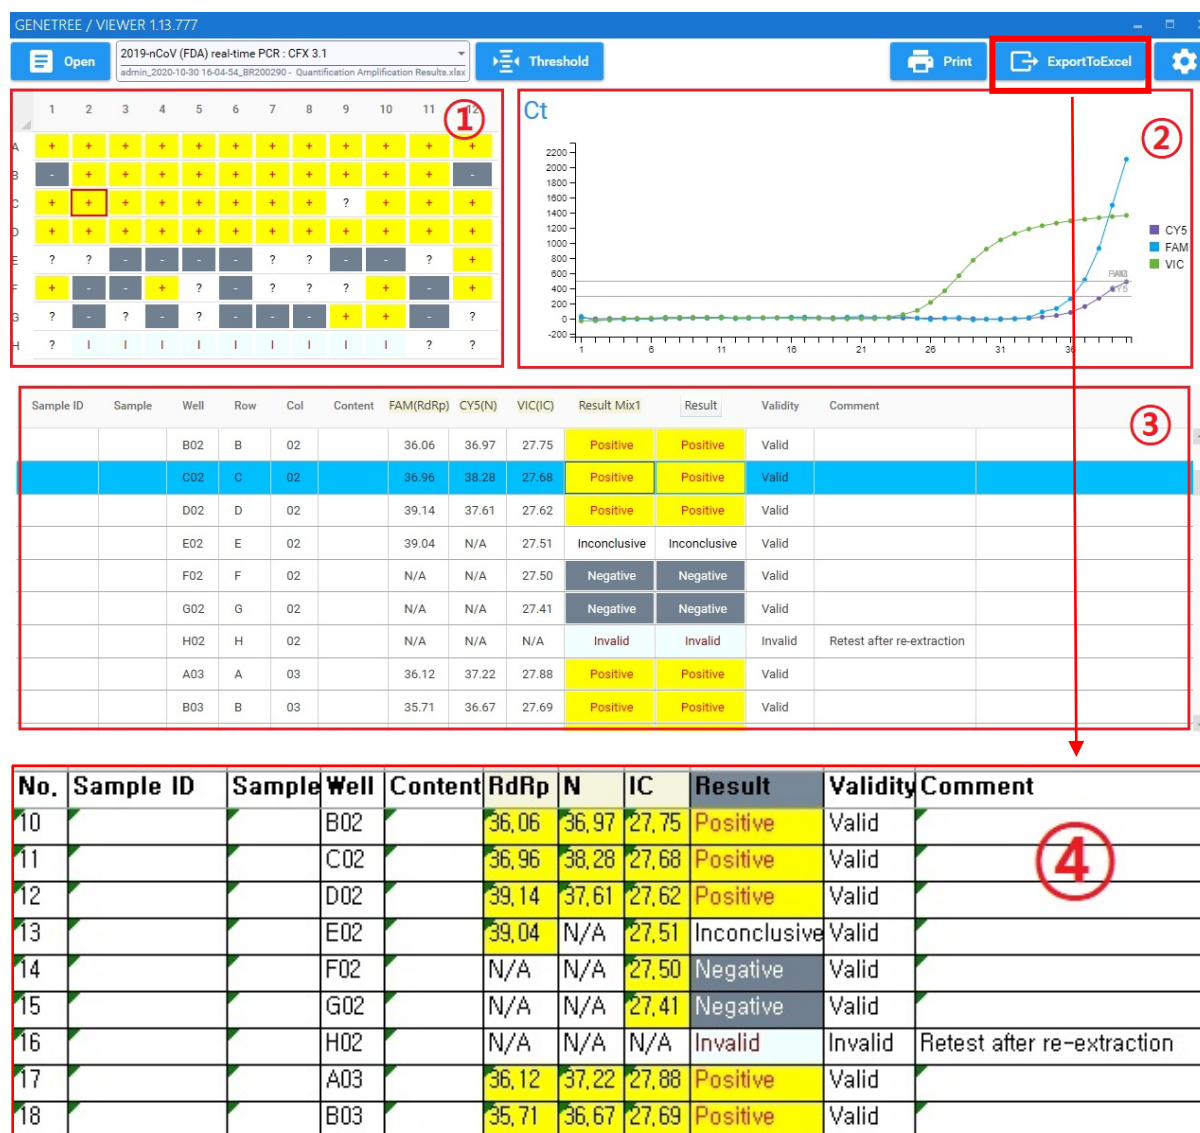 GENETREE / VIEWER 1.13.777
Open 2019-nCoV (FDA) real-time PCR : CFX 3.1 Threshold Print ExportToExcel
admin_2020-10-30 16-04-54_BR200290 - Quantification Amplification Results.xlsx
1 2 3 4 5 6 7 8 9 10 11 12
①
A + + + + + + + + + + + +
B - + + + + + + + + + + -
C + + + + + + + + ? + + +
D + + + + + + + + + + + +
E ? ? - - - - ? ? - - ? +
F + - - + ? - ? ? ? + - +
G ? - ? - ? - - - + + - ?
H ? I I I I I I I I I ? ?
Ct
②
2200
2000
1800
1600
1400
1200
1000
800
600
400
200
0
-200
1 6 11 16 21 26 31 36
CY5
FAM
VIC
③
Sample ID Sample Well Row Col Content FAM(RdRp) CY5(N) VIC(IC) Result Mix1 Result Validity Comment
B02 B 02 36.06 36.97 27.75 Positive Positive Valid
C02 C 02 36.96 38.28 27.68 Positive Positive Valid
D02 D 02 39.14 37.61 27.62 Positive Positive Valid
E02 E 02 39.04 N/A 27.51 Inconclusive Inconclusive Valid
F02 F 02 N/A N/A 27.50 Negative Negative Valid
G02 G 02 N/A N/A 27.41 Negative Negative Valid
H02 H 02 N/A N/A N/A Invalid Invalid Invalid Retest after re-extraction
A03 A 03 36.12 37.22 27.88 Positive Positive Valid
B03 B 03 35.71 36.67 27.69 Positive Positive Valid
No. Sample ID Sample Well Content RdRp N IC Result Validity Comment
10 B02 36,06 36,97 27,75 Positive Valid
④
11 C02 36,96 38,28 27,68 Positive Valid
12 D02 39,14 37,61 27,62 Positive Valid
13 E02 39,04 N/A 27,51 Inconclusive Valid
14 F02 N/A N/A 27,50 Negative Valid
15 G02 N/A N/A 27,41 Negative Valid
16 H02 N/A N/A N/A Invalid Invalid Retest after re-extraction
17 A03 36,12 37,22 27,88 Positive Valid
18 B03 35,71 36,67 27,69 Positive Valid